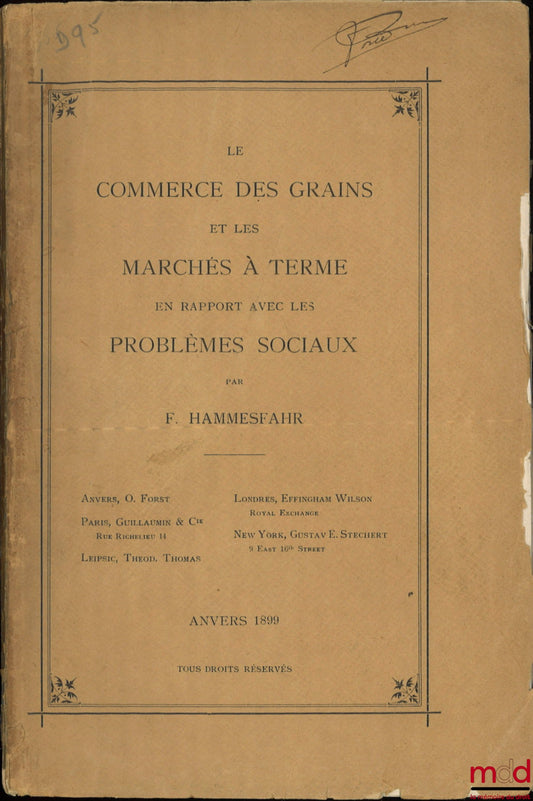 D95
LE
COMMERCE DES GRAINS
ET LES
MARCHÉS À TERME
EN RAPPORT AVEC LES
PROBLÈMES SOCIAUX
PAR
F. HAMMESFAHR
ANVERS, O. FORST
PARIS, GUILLAUMIN & CIE
RUE RICHELIEU 14
LEIPSIC, THEOD. THOMAS
LONDRES, EFFINGHAM WILSON
ROYAL EXCHANGE
NEW YORK, GUSTAV E. STECHERT
9 EAST 16th STREET
ANVERS 1899
TOUS DROITS RÉSERVÉS
mdd